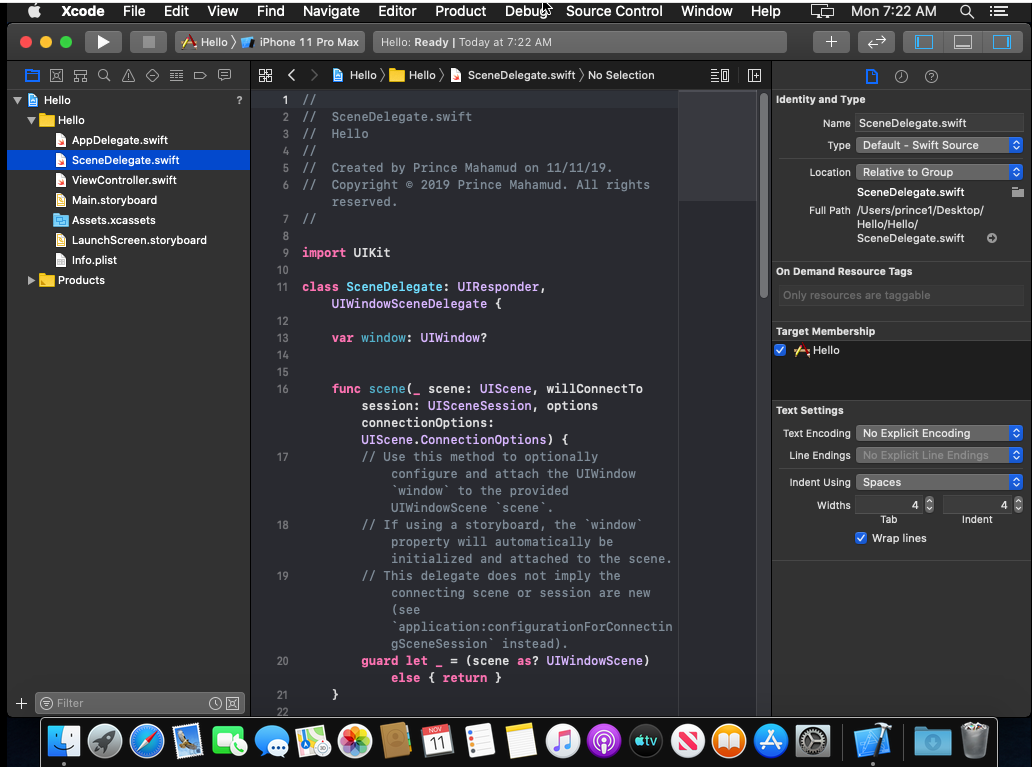 Xcode File Edit View Find Navigate Editor Product Debug Source Control Window Help Mon 7:22 AM
Hello iPhone 11 Pro Max Hello: Ready | Today at 7:22 AM
Hello Hello SceneDelegate.swift No Selection
Hello ?
Hello
AppDelegate.swift
SceneDelegate.swift
ViewController.swift
Main.storyboard
Assets.xcassets
LaunchScreen.storyboard
Info.plist
Products
Filter
1 //
2 // SceneDelegate.swift
3 // Hello
4 //
5 // Created by Prince Mahamud on 11/11/19.
6 // Copyright © 2019 Prince Mahamud. All rights
reserved.
7 //
8
9 import UIKit
10
11 class SceneDelegate: UIResponder,
UIWindowSceneDelegate {
12
13 var window: UIWindow?
14
15
16 func scene(_ scene: UIScene, willConnectTo
session: UISceneSession, options
connectionOptions:
UIScene.ConnectionOptions) {
17 // Use this method to optionally
configure and attach the UIWindow
`window` to the provided
UIWindowScene `scene`.
18 // If using a storyboard, the `window`
property will automatically be
initialized and attached to the scene.
19 // This delegate does not imply the
connecting scene or session are new
(see
`application:configurationForConnectin
gSceneSession` instead).
20 guard let _ = (scene as? UIWindowScene)
else { return }
21 }
22
Identity and Type
Name SceneDelegate.swift
Type Default - Swift Source
Location Relative to Group
SceneDelegate.swift
Full Path /Users/prince1/Desktop/
Hello/Hello/
SceneDelegate.swift
On Demand Resource Tags
Only resources are taggable
Target Membership
Hello
Text Settings
Text Encoding No Explicit Encoding
Line Endings No Explicit Line Endings
Indent Using Spaces
Widths 4 4
Tab Indent
Wrap lines
NOV
11
tv